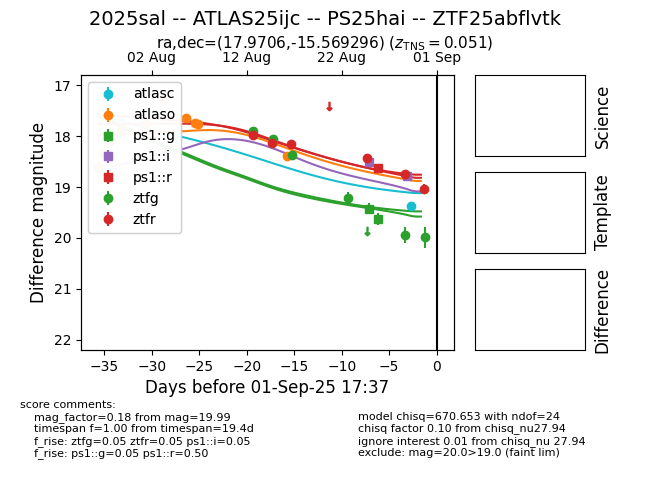 2025sal -- ATLAS25ijc -- PS25hai -- ZTF25abflvtk
ra,dec=(17.9706,-15.569296) (zTNS = 0.051)
02 Aug 12 Aug 22 Aug 01 Sep
17
18
19
20
21
22
Difference magnitude
atlasc
atlaso
ps1::g
ps1::i
ps1::r
ztfg
ztfr
−35 −30 −25 −20 −15 −10 −5 0
Days before 01-Sep-25 17:37
Science
Template
Difference
score comments:
mag_factor=0.18 from mag=19.99
timespan f=1.00 from timespan=19.4d
f_rise: ztfg=0.05 ztfr=0.05 ps1::i=0.05
f_rise: ps1::g=0.05 ps1::r=0.50
model chisq=670.653 with ndof=24
chisq factor 0.10 from chisq_nu27.94
ignore interest 0.01 from chisq_nu 27.94
exclude: mag=20.0>19.0 (faint lim)